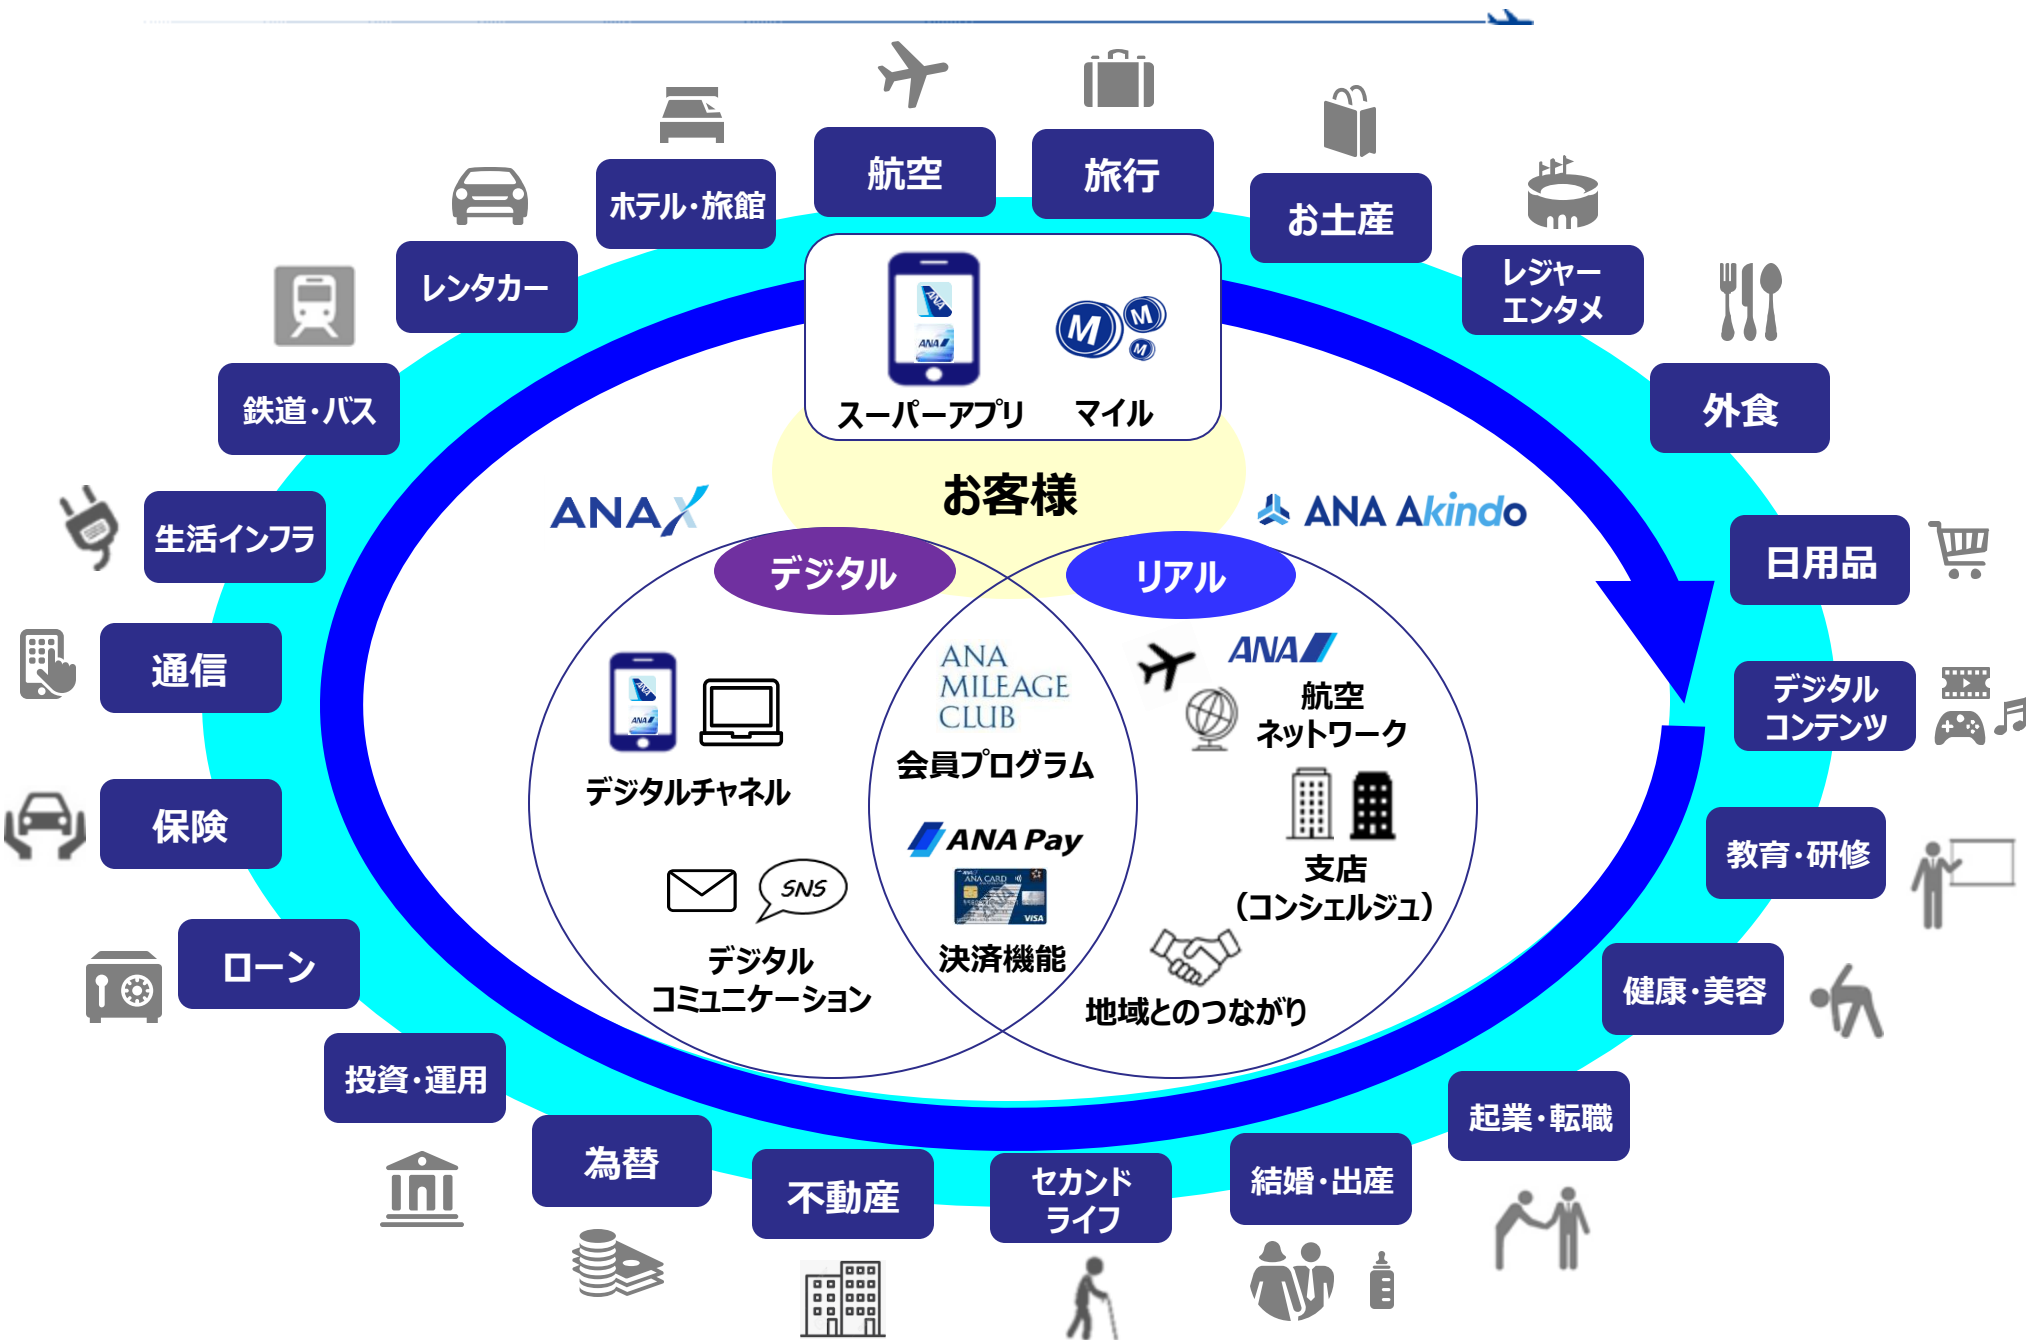 航空
旅行
お土産
レジャー
エンタメ
外食
日用品
デジタル
コンテンツ
教育・研修
健康・美容
起業・転職
結婚・出産
セカンド
ライフ
不動産
為替
投資・運用
ローン
保険
通信
生活インフラ
鉄道・バス
レンタカー
ホテル・旅館
ANA
ANA
M
M
M
スーパーアプリ
マイル
お客様
ANA X
ANA Akindo
デジタル
リアル
ANA
ANA
デジタルチャネル
SNS
デジタル
コミュニケーション
ANA
MILEAGE
CLUB
会員プログラム
ANA Pay
ANA CARD
VISA
決済機能
ANA
航空
ネットワーク
支店
（コンシェルジュ）
地域とのつながり